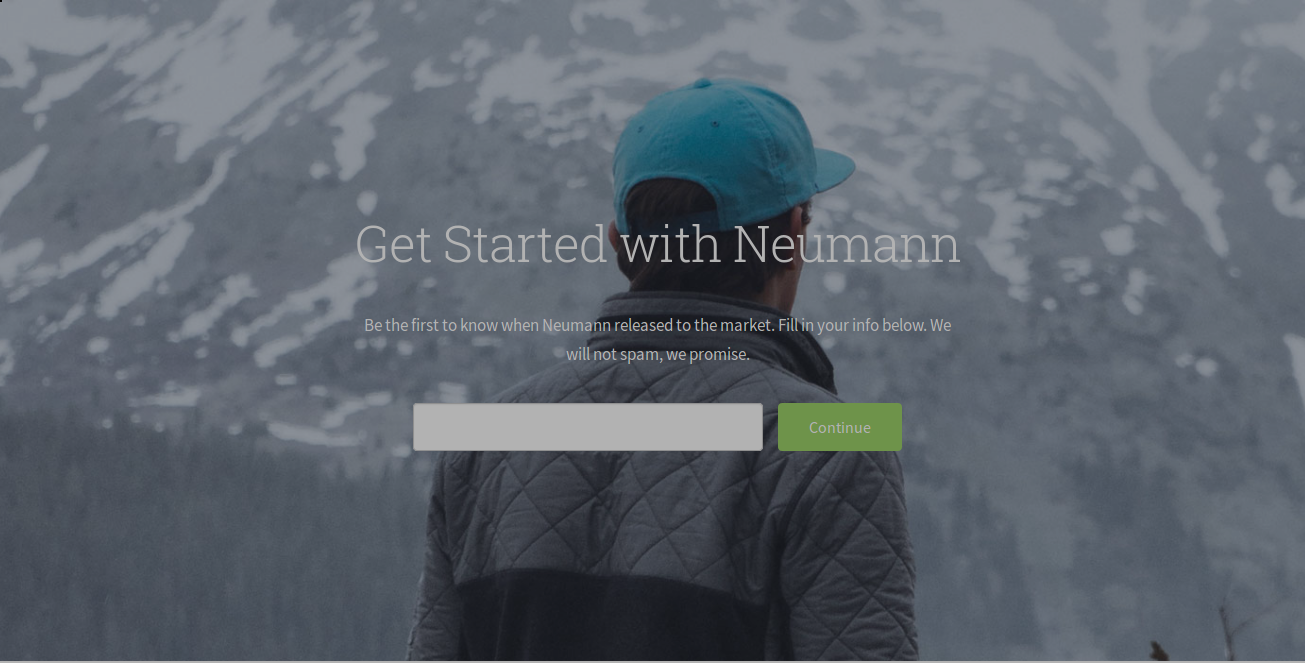 Get Started with Neumann
Be the first to know when Neumann released to the market. Fill in your info below. We
will not spam, we promise.
Continue